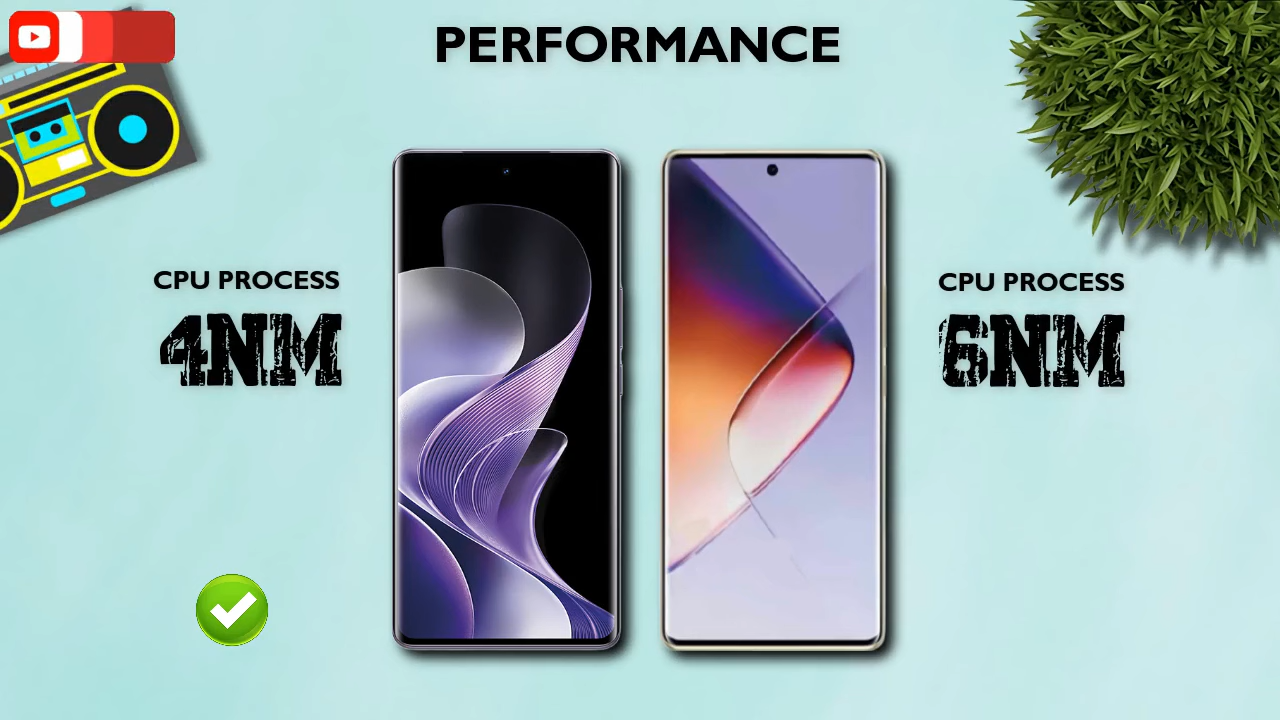 PERFORMANCE
CPU PROCESS
4NM
CPU PROCESS
6NM